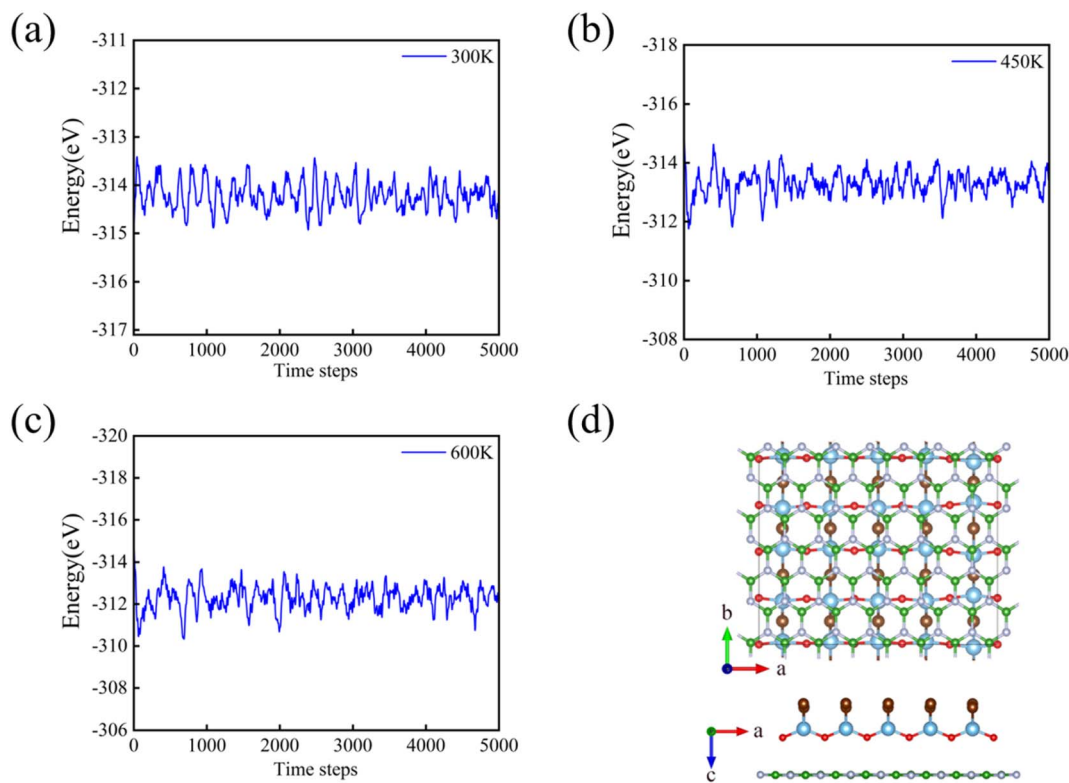 (a)
-311
-312
-313
-314
-315
-316
-317
Energy(eV)
300K
0 1000 2000 3000 4000 5000
Time steps
(b)
-318
-316
-314
-312
-310
-308
Energy(eV)
450K
0 1000 2000 3000 4000 5000
Time steps
(c)
-320
-318
-316
-314
-312
-310
-308
-306
Energy(eV)
600K
0 1000 2000 3000 4000 5000
Time steps
(d)
b
a
a
c